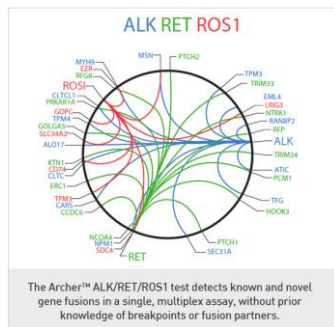 ALK RET ROS1
MSN
PTCH2
MYH9
EZR
RFG8
ROSI
CLTCL1
PRKAR1A
GOPC
TPM4
GOLGA5
SLC34A2
ALO17
KTN1
CD74
CLTC
ERC1
TPM3
CARS
CCDC6
NCOA4
NPM1
SDC4
RET
TPM3
TRIM33
EML4
LRIG3
NTRK1
RANBP2
RFP
ALK
TRIM24
ATIC
PCM1
TFG
HOOK3
PTCH1
SEC31A
The Archer™ ALK/RET/ROS1 test detects known and novel
gene fusions in a single, multiplex assay, without prior
knowledge of breakpoints or fusion partners.